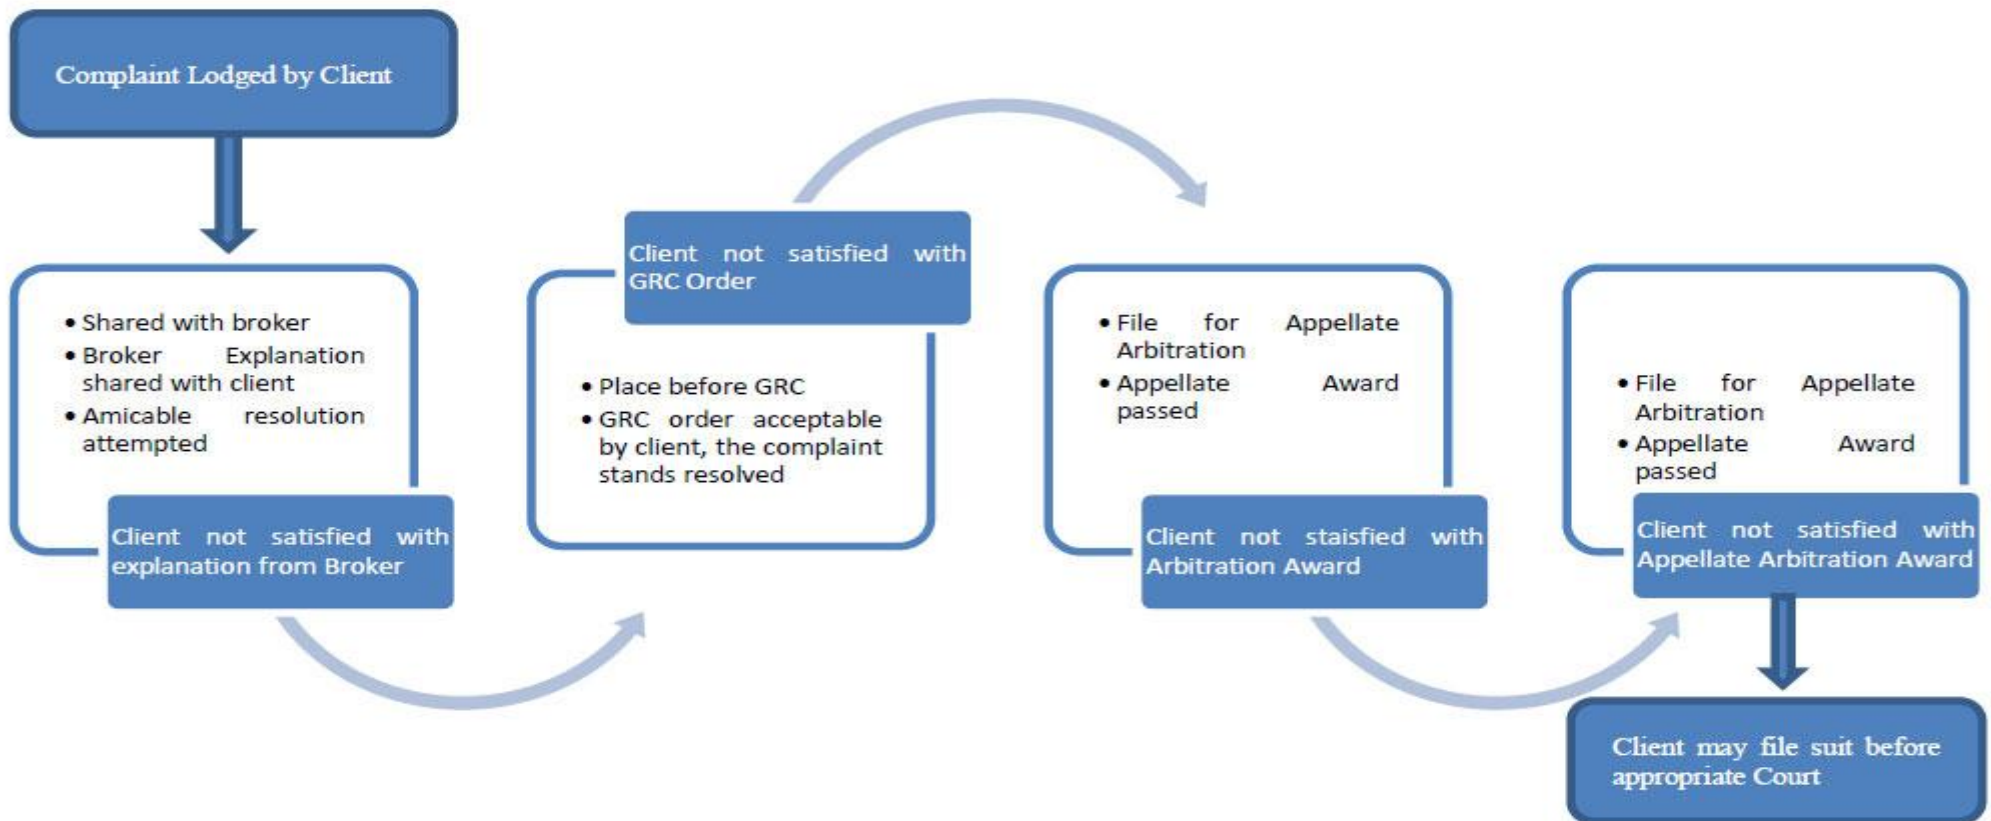 Complaint Lodged by Client
• Shared with broker
• Broker Explanation
shared with client
• Amicable resolution
attempted
Client not satisfied with
explanation from Broker
Client not satisfied with
GRC Order
• Place before GRC
• GRC order acceptable
by client, the complaint
stands resolved
• File for Appellate
Arbitration
• Appellate Award
passed
Client not staisfied with
Arbitration Award
• File for Appellate
Arbitration
• Appellate Award
passed
Client not satisfied with
Appellate Arbitration Award
Client may file suit before
appropriate Court